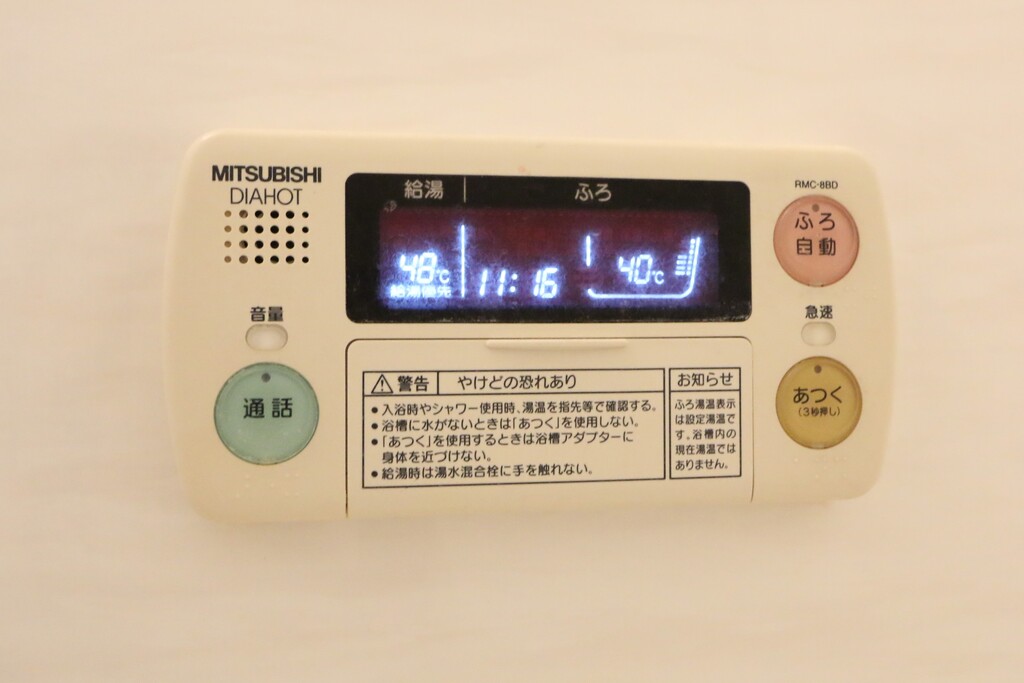 MITSUBISHI
DIAHOT
給湯
ふろ
48℃
給湯優先
11:16
40℃
RMC-8BD
ふろ
自動
音量
通話
急速
あつく
(3秒押し)
警告 やけどの恐れあり
●入浴時やシャワー使用時、湯温を指先等で確認する。
●浴槽に水がないときは「あつく」を使用しない。
●「あつく」を使用するときは浴槽アダプターに
身体を近づけない。
●給湯時は湯水混合栓に手を触れない。
お知らせ
ふろ湯温表示
は設定湯温で
す。浴槽内の
現在湯温では
ありません。